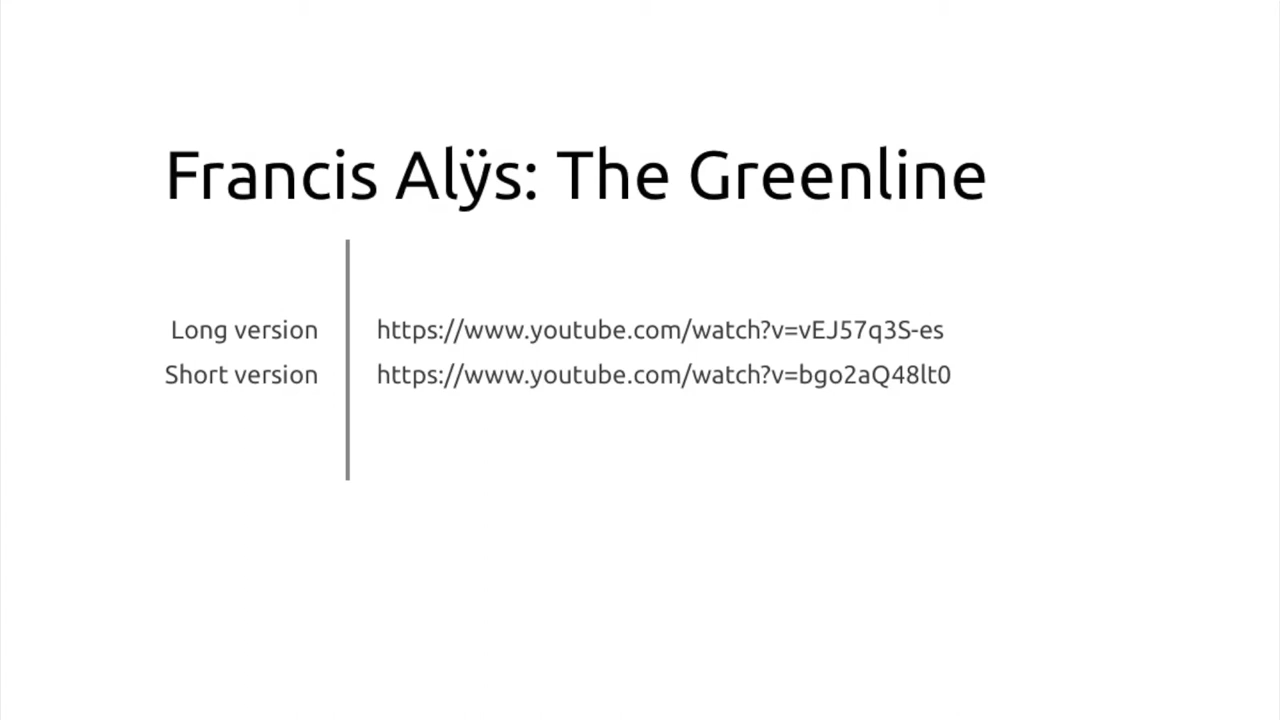 Francis Alÿs: The Greenline
Long version https://www.youtube.com/watch?v=vEJ57q3S-es
Short version https://www.youtube.com/watch?v=bgo2aQ48lt0